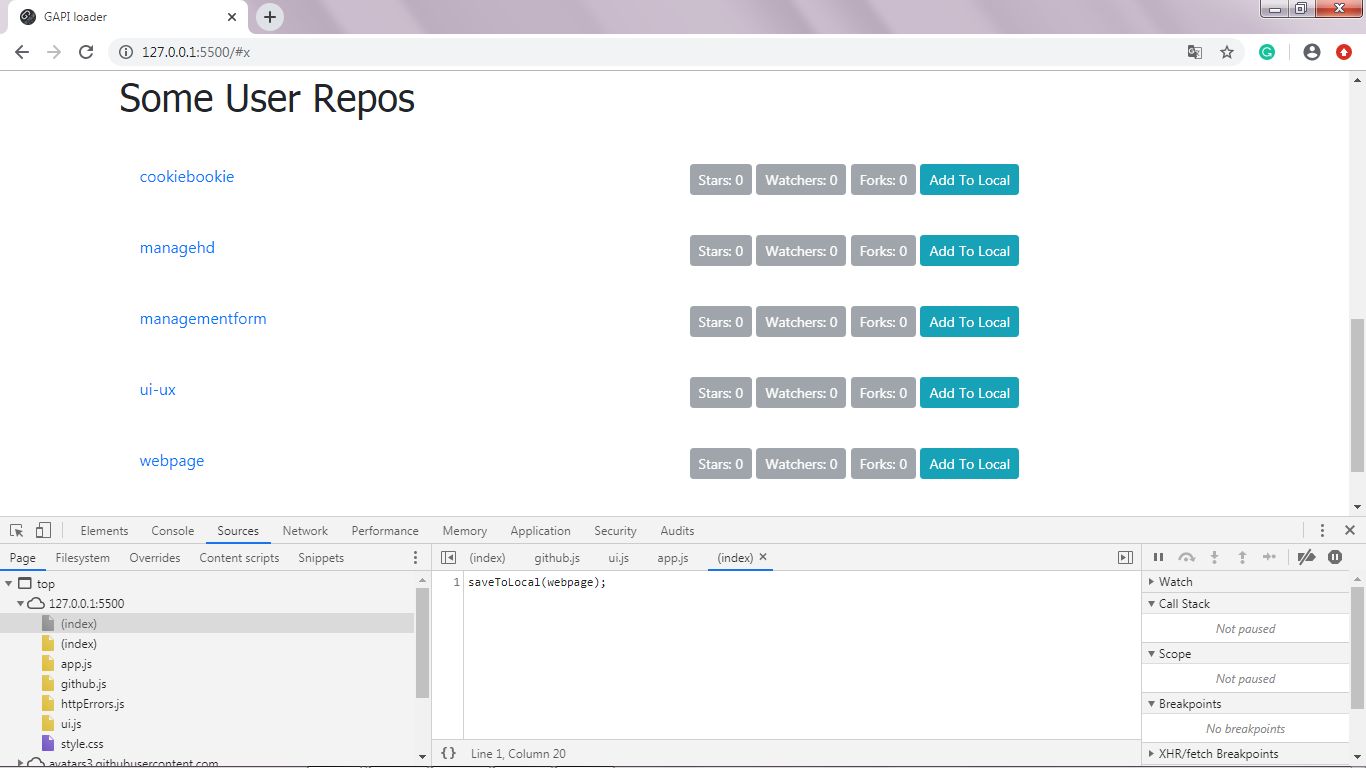 GAPI loader
127.0.0.1:5500/#x
Some User Repos
cookiebookie Stars: 0 Watchers: 0 Forks: 0 Add To Local
managehd Stars: 0 Watchers: 0 Forks: 0 Add To Local
managementform Stars: 0 Watchers: 0 Forks: 0 Add To Local
ui-ux Stars: 0 Watchers: 0 Forks: 0 Add To Local
webpage Stars: 0 Watchers: 0 Forks: 0 Add To Local
Elements Console Sources Network Performance Memory Application Security Audits
Page Filesystem Overrides Content scripts Snippets
(index) github.js ui.js app.js (index)
top
127.0.0.1:5500
(index)
(index)
app.js
github.js
httpErrors.js
ui.js
style.css
avatars3.githubusercontent.com
1 saveToLocal(webpage);
{} Line 1, Column 20
Watch
Call Stack
Not paused
Scope
Not paused
Breakpoints
No breakpoints
XHR/fetch Breakpoints